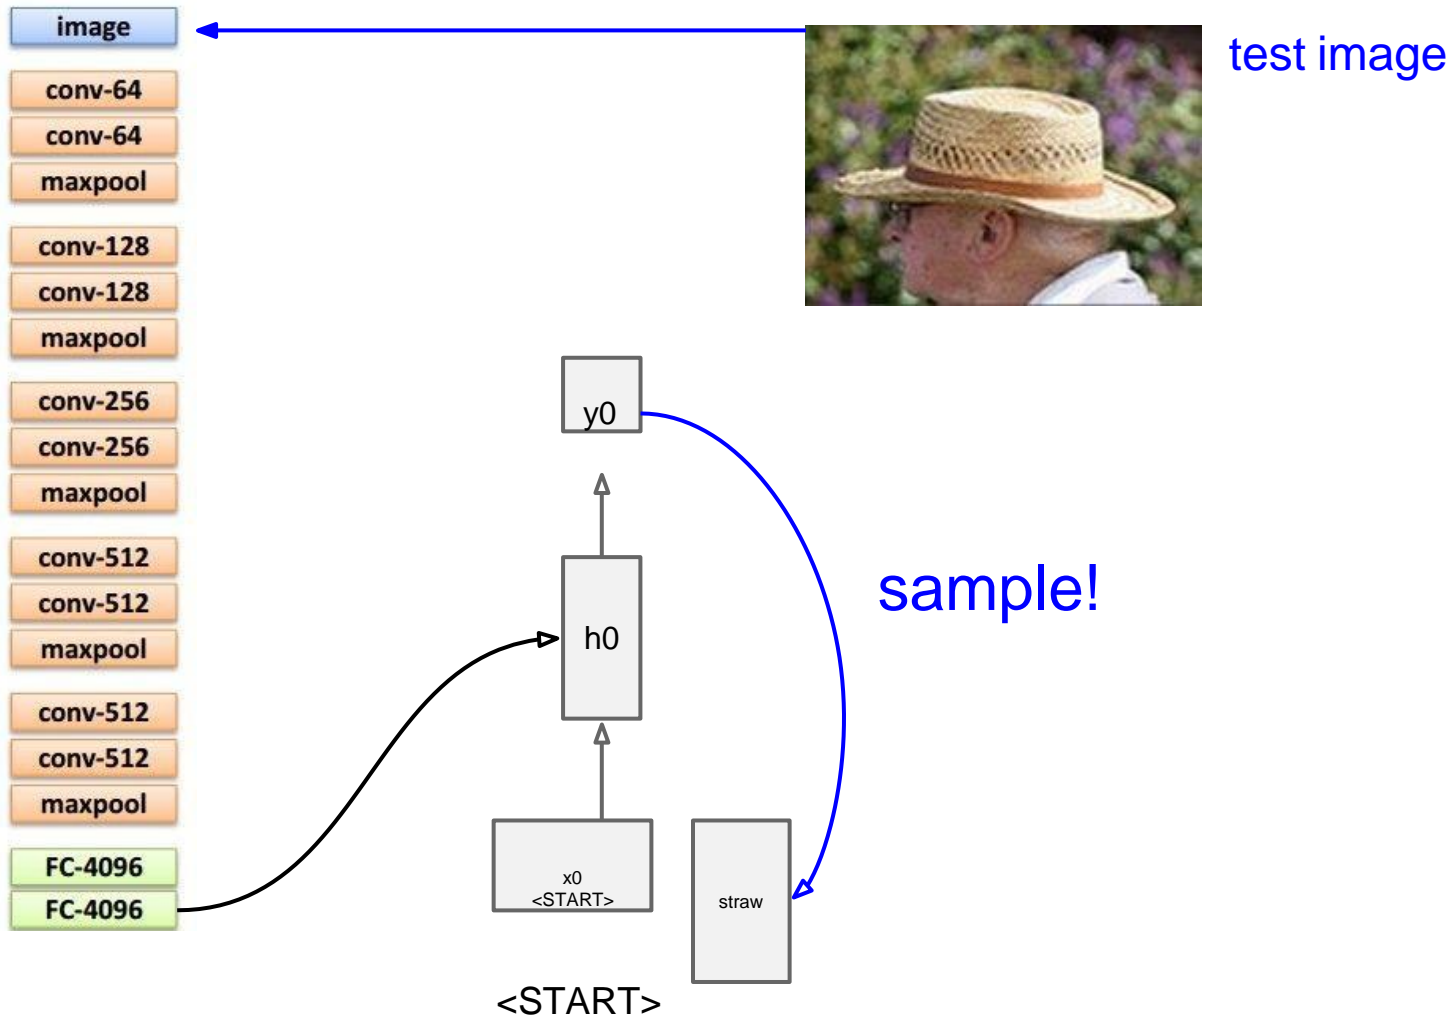 image
conv-64
conv-64
maxpool
conv-128
conv-128
maxpool
conv-256
conv-256
maxpool
conv-512
conv-512
maxpool
conv-512
conv-512
maxpool
FC-4096
FC-4096
test image
y0
sample!
h0
x0
<START>
straw
<START>